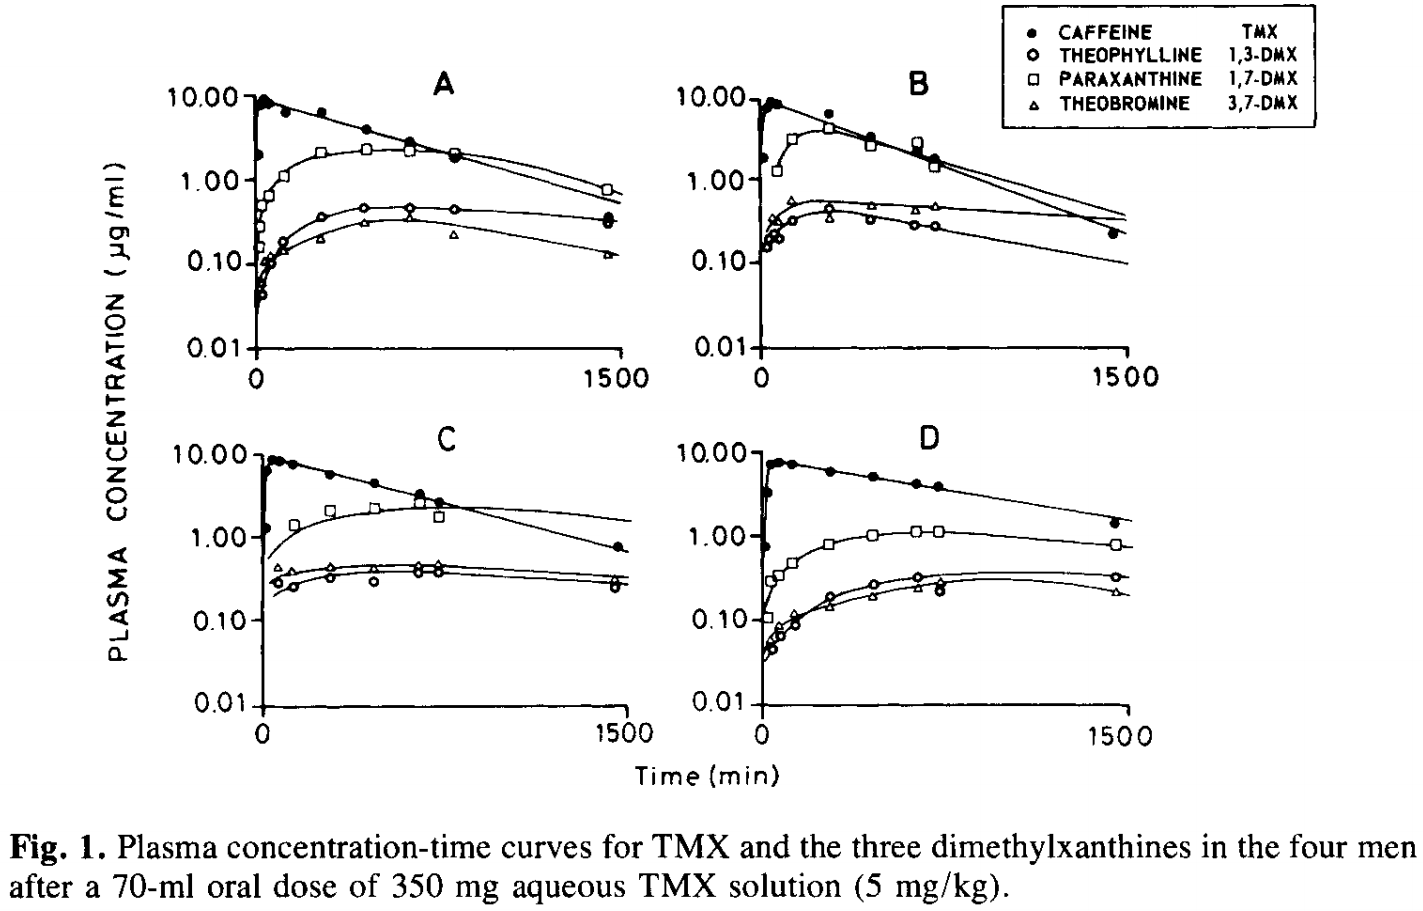 CAFFEINE TMX
THEOPHYLLINE 1,3-DMX
PARAXANTHINE 1,7-DMX
THEOBROMINE 3,7-DMX
A
10.00
1.00
0.10
0.01
0 1500
B
10.00
1.00
0.10
0.01
0 1500
PLASMA CONCENTRATION (µg/ml)
C
10.00
1.00
0.10
0.01
0 1500
D
10.00
1.00
0.10
0.01
0 1500
Time (min)
Fig. 1. Plasma concentration-time curves for TMX and the three dimethylxanthines in the four men
after a 70-ml oral dose of 350 mg aqueous TMX solution (5 mg/kg).